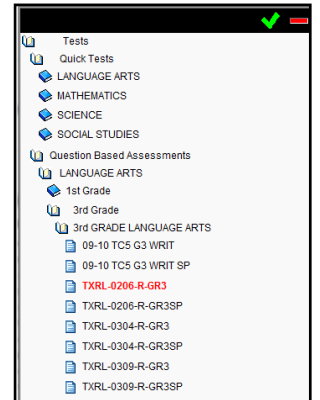 Tests
Quick Tests
LANGUAGE ARTS
MATHEMATICS
SCIENCE
SOCIAL STUDIES
Question Based Assessments
LANGUAGE ARTS
1st Grade
3rd Grade
3rd GRADE LANGUAGE ARTS
09-10 TC5 G3 WRIT
09-10 TC5 G3 WRIT SP
TXRL-0206-R-GR3
TXRL-0206-R-GR3SP
TXRL-0304-R-GR3
TXRL-0304-R-GR3SP
TXRL-0309-R-GR3
TXRL-0309-R-GR3SP